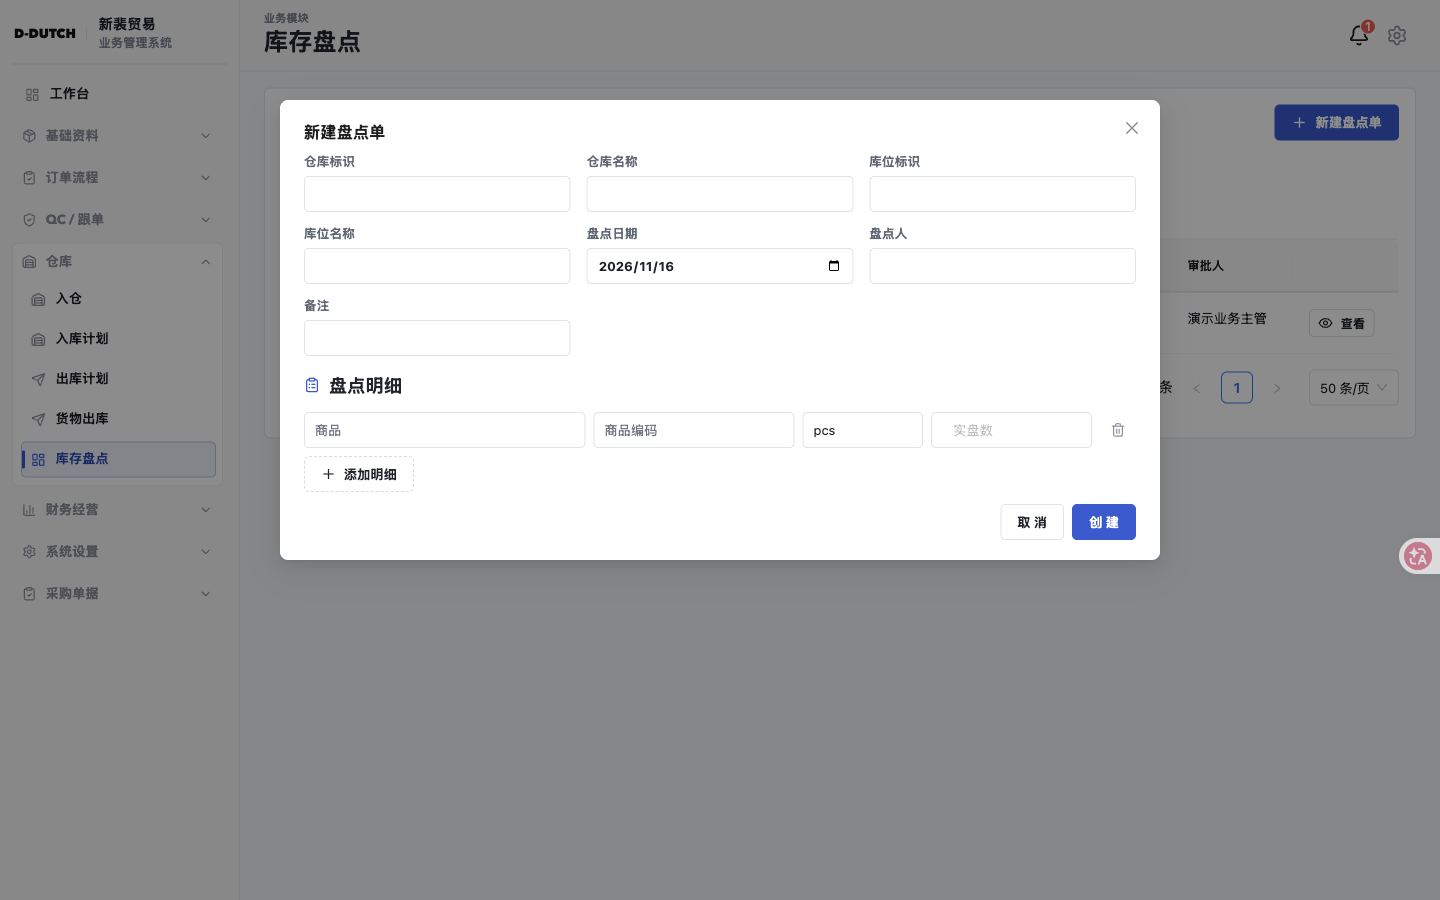 D-DUTCH
新裴贸易
业务管理系统
工作台
基础资料
订单流程
QC / 跟单
仓库
入仓
入库计划
出库计划
货物出库
库存盘点
财务经营
系统设置
采购单据
业务模块
库存盘点
1
新建盘点单
审批人
演示业务主管
查看
条
1
50 条/页
新建盘点单
仓库标识
仓库名称
库位标识
库位名称
盘点日期
盘点人
2026/11/16
备注
盘点明细
商品
商品编码
pcs
实盘数
添加明细
取 消
创 建